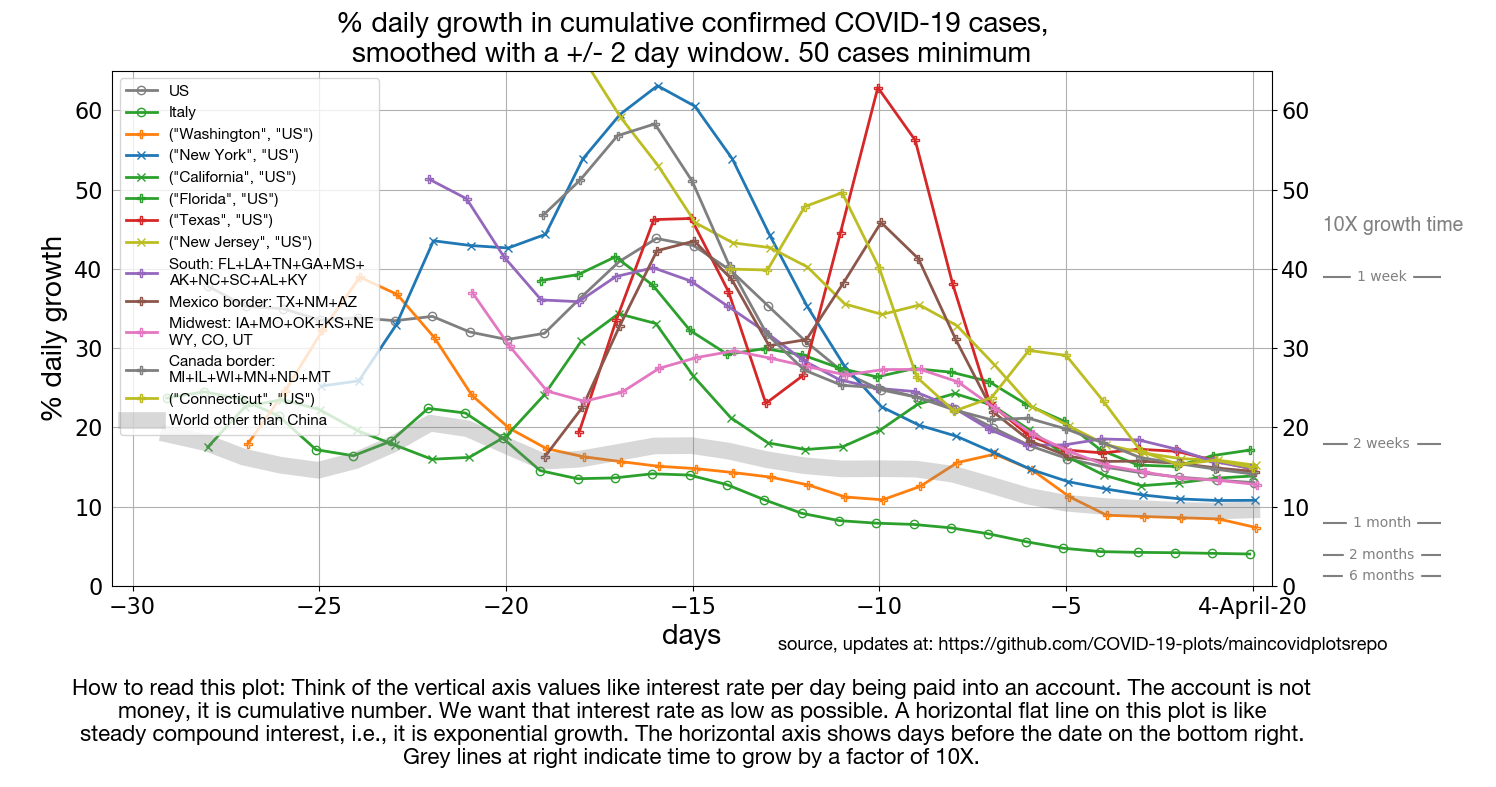 % daily growth in cumulative confirmed COVID-19 cases,
smoothed with a +/- 2 day window. 50 cases minimum
% daily growth
60
50
40
30
20
10
0
US
Italy
("Washington", "US")
("New York", "US")
("California", "US")
("Florida", "US")
("Texas", "US")
("New Jersey", "US")
South: FL+LA+TN+GA+MS+
AK+NC+SC+AL+KY
Mexico border: TX+NM+AZ
Midwest: IA+MO+OK+KS+NE
WY, CO, UT
Canada border:
MI+IL+WI+MN+ND+MT
("Connecticut", "US")
World other than China
60
50
40
30
20
10
0
10X growth time
1 week
2 weeks
1 month
2 months
6 months
−30
−25
−20
−15
−10
−5
4-April-20
days
source, updates at: https://github.com/COVID-19-plots/maincovidplotsrepo
How to read this plot: Think of the vertical axis values like interest rate per day being paid into an account. The account is not
money, it is cumulative number. We want that interest rate as low as possible. A horizontal flat line on this plot is like
steady compound interest, i.e., it is exponential growth. The horizontal axis shows days before the date on the bottom right.
Grey lines at right indicate time to grow by a factor of 10X.